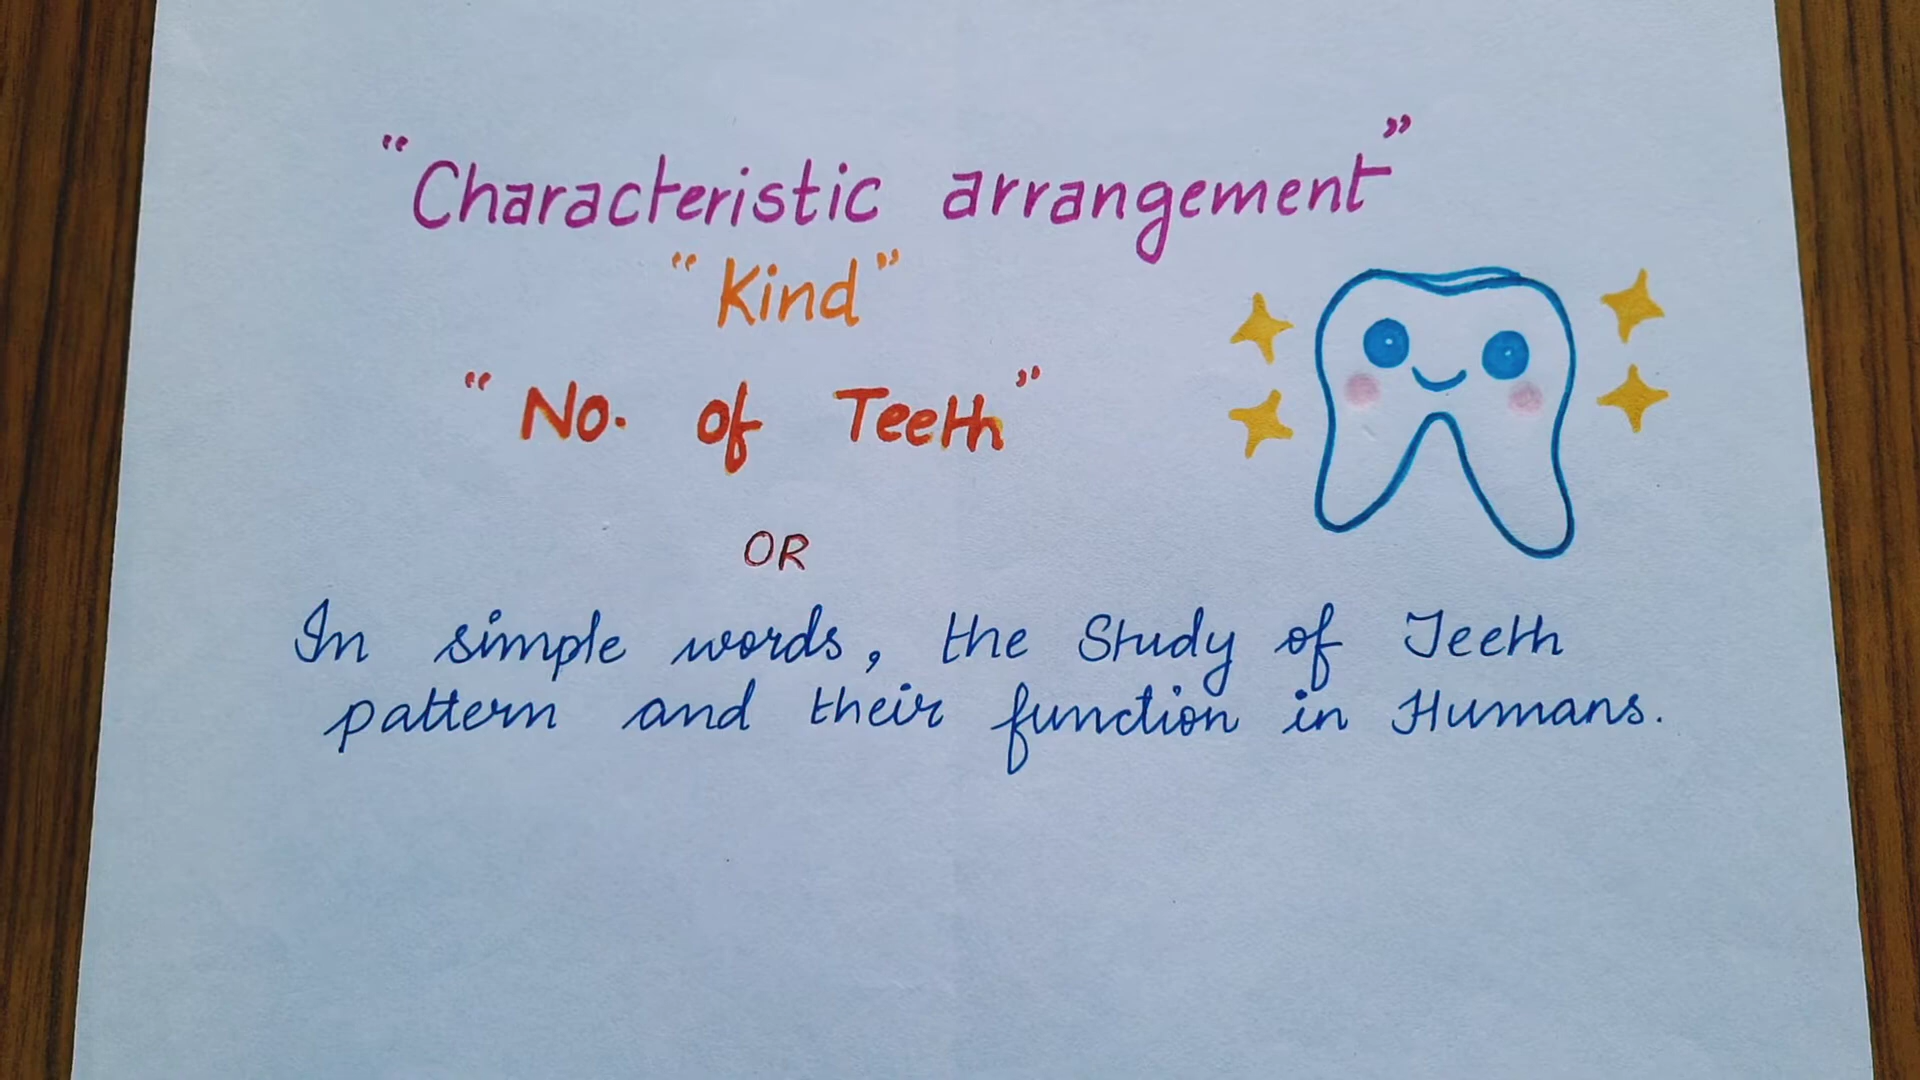 "Characteristic arrangement"
"Kind"
"No. of Teeth"
OR
In simple words, the Study of Teeth
pattern and their function in Humans.